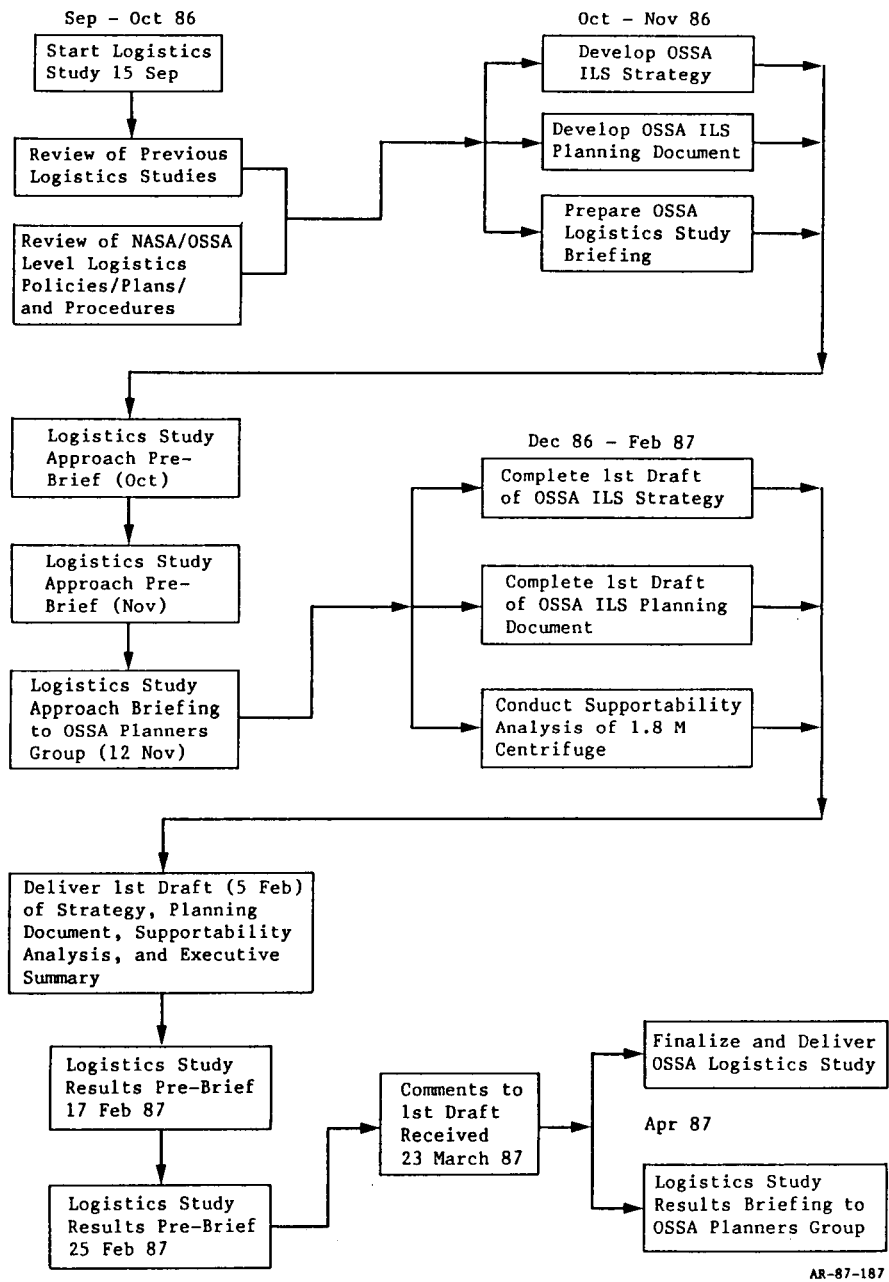 Sep - Oct 86
Start Logistics
Study 15 Sep
Review of Previous
Logistics Studies
Review of NASA/OSSA
Level Logistics
Policies/Plans/
and Procedures
Oct - Nov 86
Develop OSSA
ILS Strategy
Develop OSSA ILS
Planning Document
Prepare OSSA
Logistics Study
Briefing
Logistics Study
Approach Pre-
Brief (Oct)
Logistics Study
Approach Pre-
Brief (Nov)
Logistics Study
Approach Briefing
to OSSA Planners
Group (12 Nov)
Dec 86 - Feb 87
Complete 1st Draft
of OSSA ILS Strategy
Complete 1st Draft
of OSSA ILS Planning
Document
Conduct Supportability
Analysis of 1.8 M
Centrifuge
Deliver 1st Draft (5 Feb)
of Strategy, Planning
Document, Supportability
Analysis, and Executive
Summary
Logistics Study
Results Pre-Brief
17 Feb 87
Logistics Study
Results Pre-Brief
25 Feb 87
Comments to
1st Draft
Received
23 March 87
Finalize and Deliver
OSSA Logistics Study
Apr 87
Logistics Study
Results Briefing to
OSSA Planners Group
AR-87-187